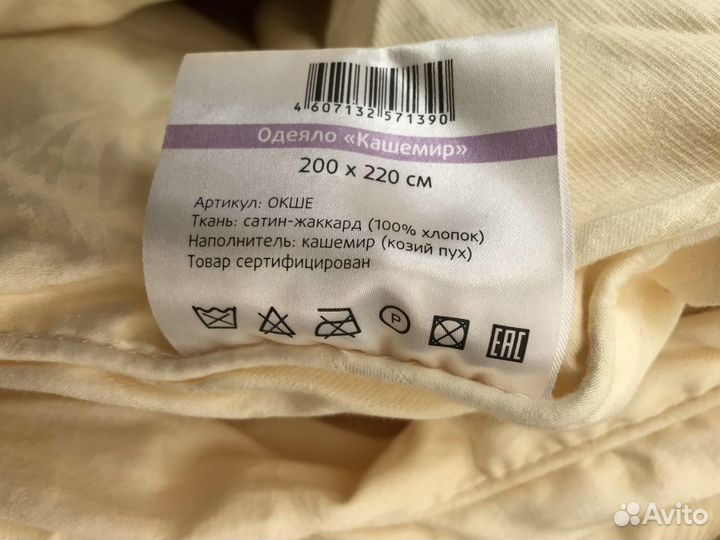 4607132571390
Одеяло «Кашемир»
200 x 220 см
Артикул: ОКШЕ
Ткань: сатин-жаккард (100% хлопок)
Наполнитель: кашемир (козий пух)
Товар сертифицирован
P
EAC
Avito